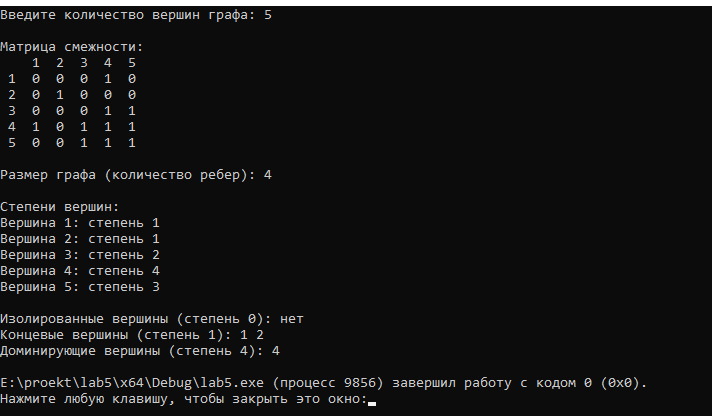 Введите количество вершин графа: 5
Матрица смежности:
1 2 3 4 5
1 0 0 0 1 0
2 0 1 0 0 0
3 0 0 0 1 1
4 1 0 1 1 1
5 0 0 1 1 1
Размер графа (количество ребер): 4
Степени вершин:
Вершина 1: степень 1
Вершина 2: степень 1
Вершина 3: степень 2
Вершина 4: степень 4
Вершина 5: степень 3
Изолированные вершины (степень 0): нет
Концевые вершины (степень 1): 1 2
Доминирующие вершины (степень 4): 4
E:\proekt\lab5\x64\Debug\lab5.exe (процесс 9856) завершил работу с кодом 0 (0x0).
Нажмите любую клавишу, чтобы закрыть это окно: